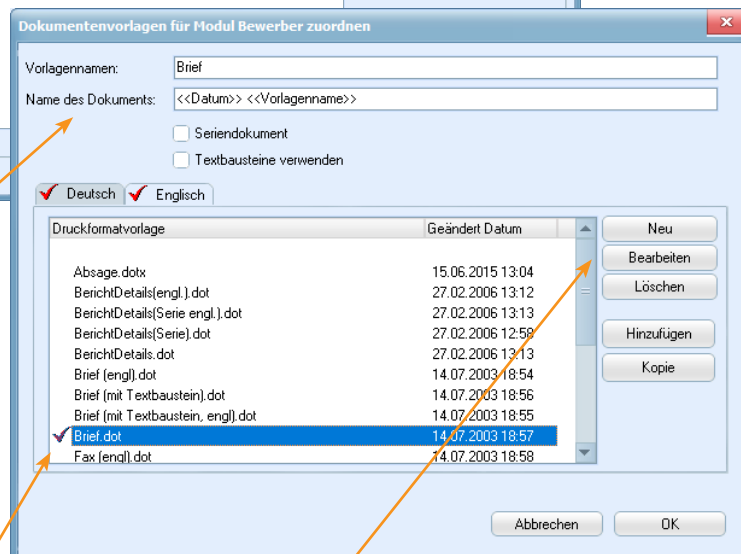 Dokumentenvorlagen für Modul Bewerber zuordnen
Vorlagennamen: Brief
Name des Dokuments: <<Datum>> <<Vorlagenname>>
Seriendokument
Textbausteine verwenden
Deutsch Englisch
Druckformatvorlage Geändert Datum
Neu
Bearbeiten
Löschen
Hinzufügen
Kopie
Absage.dotx 15.06.2015 13:04
BerichtDetails(engl.).dot 27.02.2006 13:12
BerichtDetails(Serie engl.).dot 27.02.2006 13:13
BerichtDetails(Serie).dot 27.02.2006 12:58
BerichtDetails.dot 27.02.2006 13:13
Brief (engl).dot 14.07.2003 18:54
Brief (mit Textbaustein).dot 14.07.2003 18:56
Brief (mit Textbaustein, engl).dot 14.07.2003 18:55
Brief.dot 14.07.2003 18:57
Fax (engl).dot 14.07.2003 18:58
Abbrechen OK